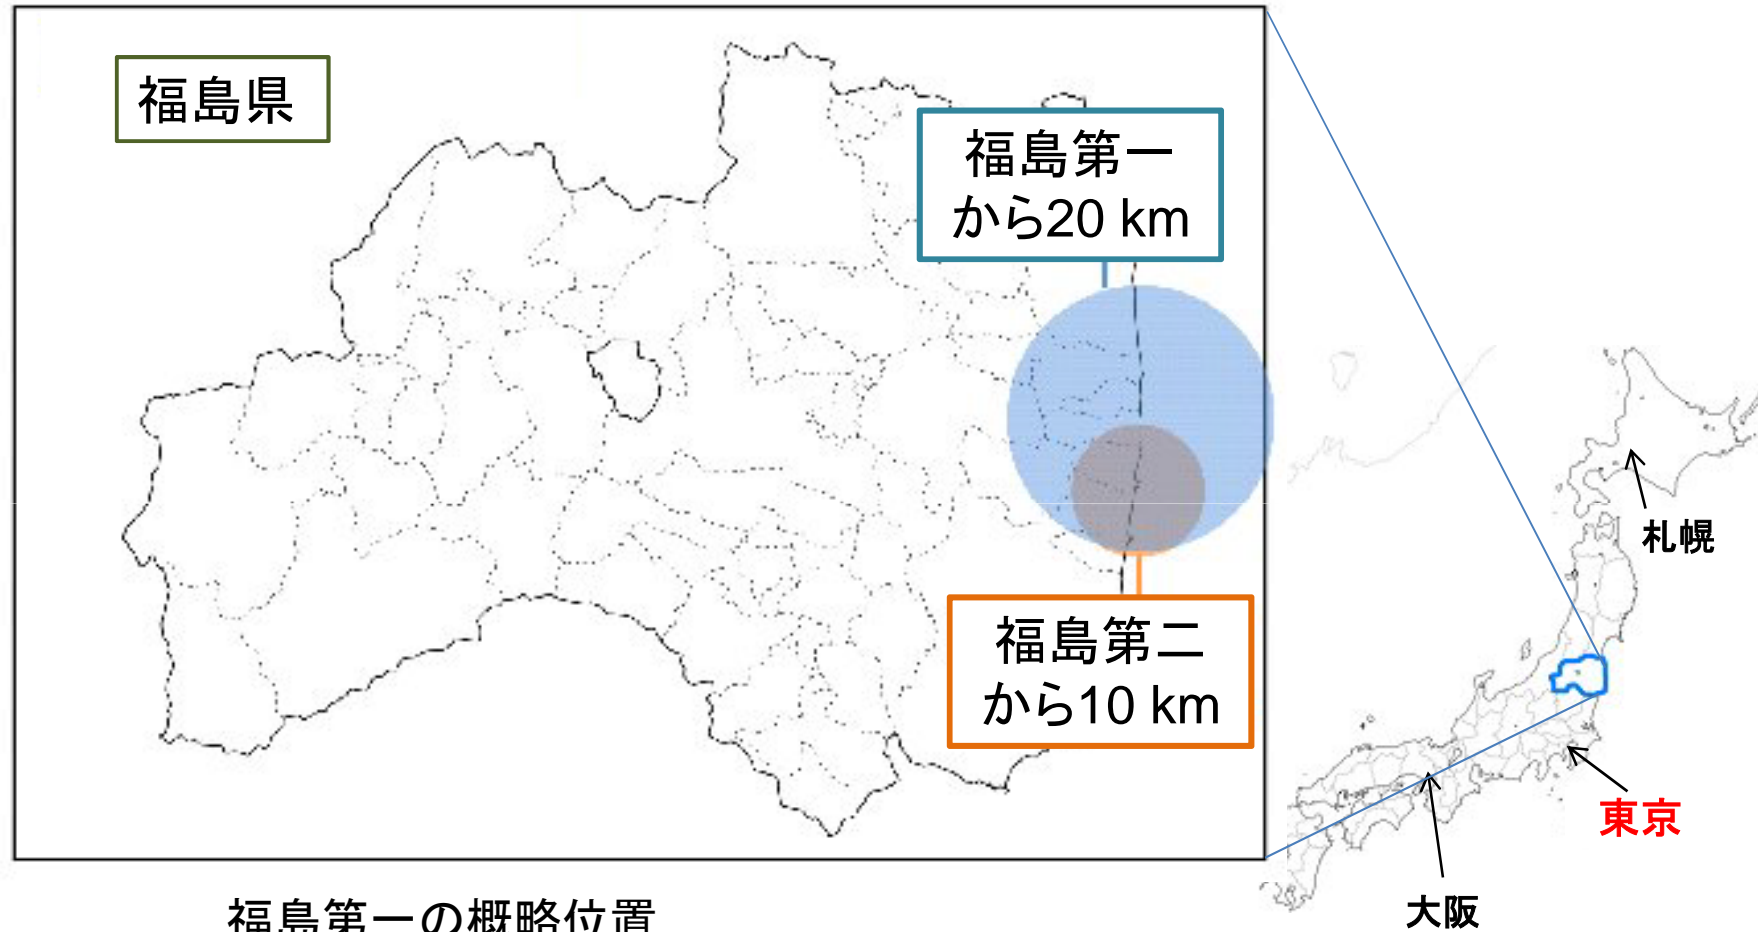 福島県
福島第一
から20 km
福島第二
から10 km
札幌
東京
大阪
福島第一の概略位置